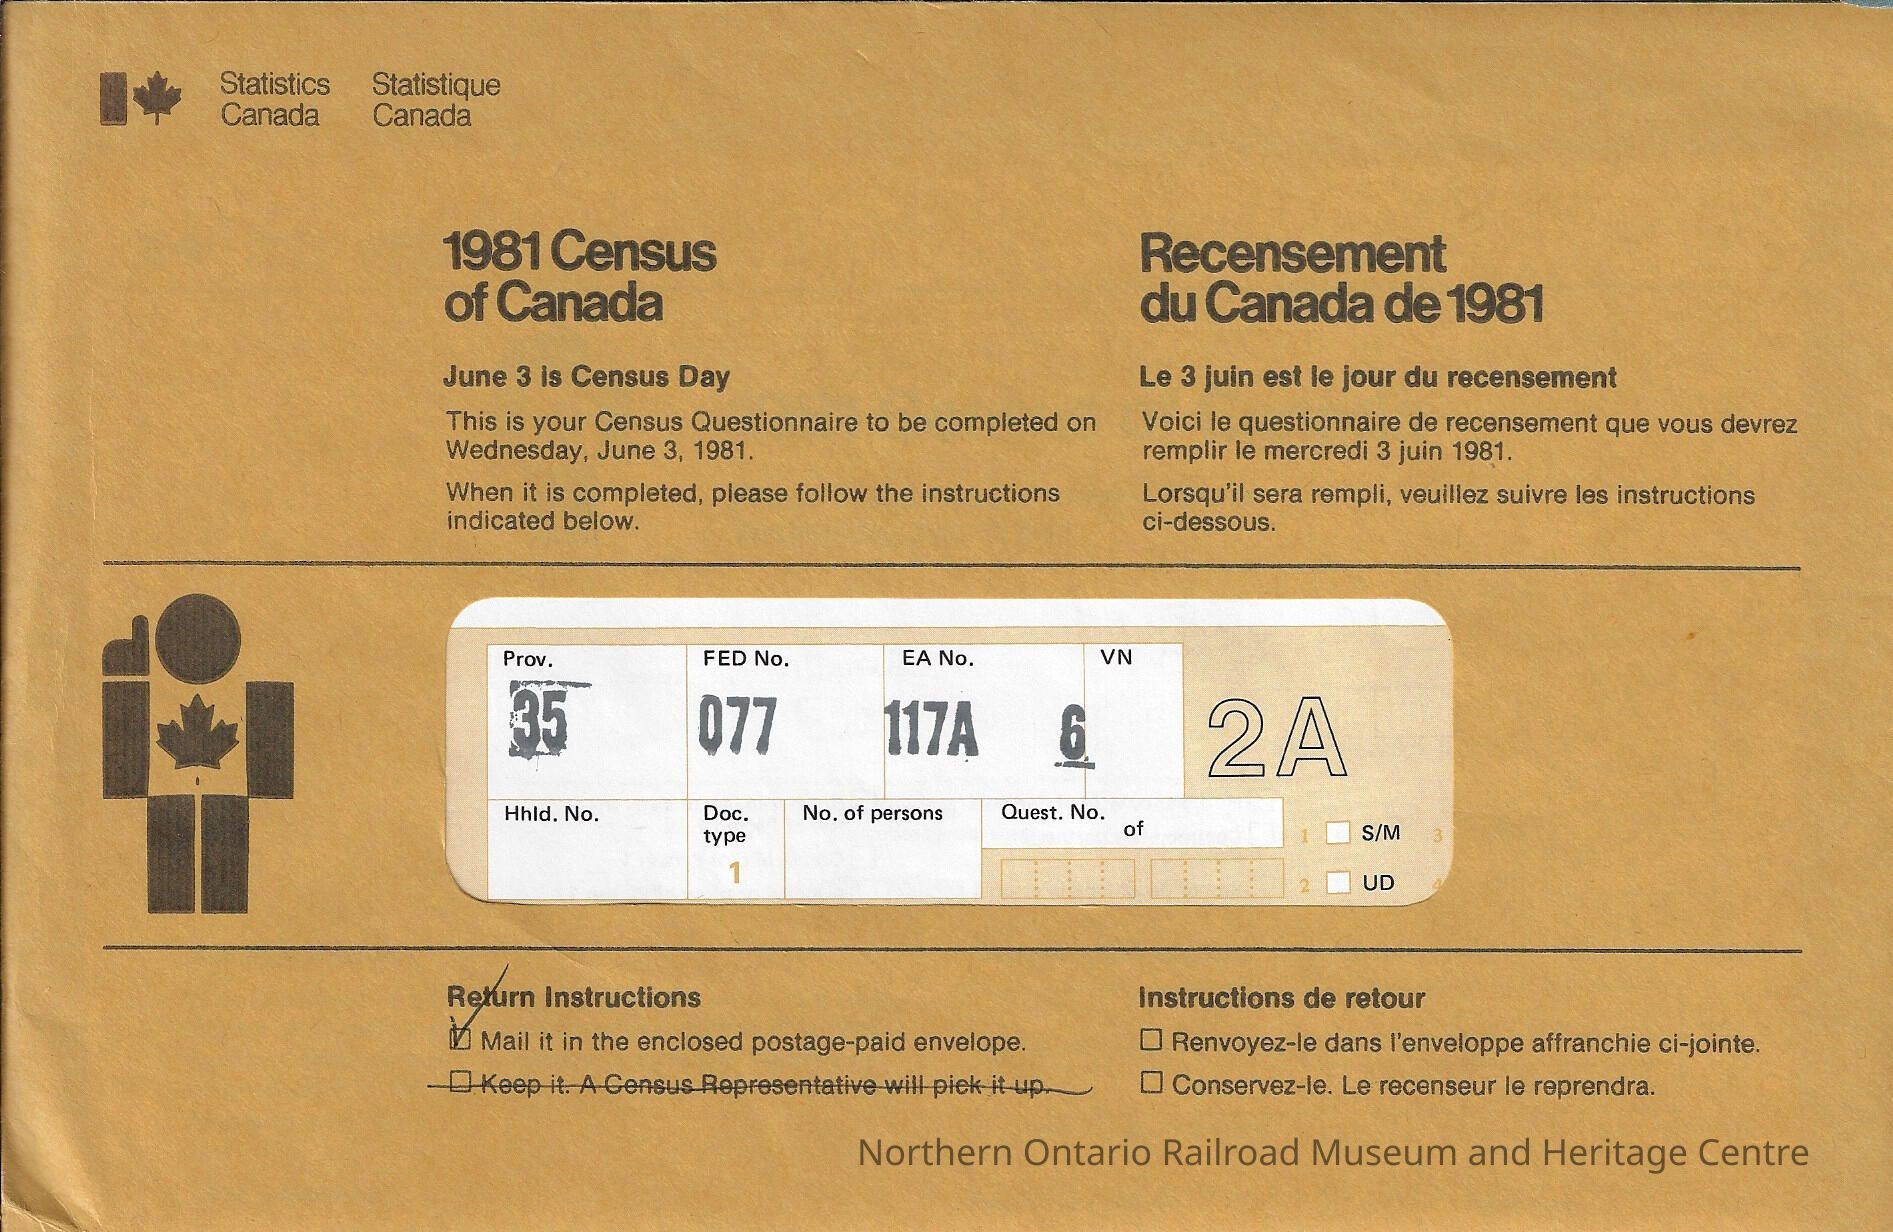 Statistics
Canada
Statistique
Canada
1981 Census
of Canada
June 3 is Census Day
This is your Census Questionnaire to be completed on
Wednesday, June 3, 1981.
When it is completed, please follow the instructions
indicated below.
Recensement
du Canada de 1981
Le 3 juin est le jour du recensement
Voici le questionnaire de recensement que vous devrez
remplir le mercredi 3 juin 1981.
Lorsqu'il sera rempli, veuillez suivre les instructions
ci-dessous.
Prov. FED No. EA No. VN
35 077 117A 6
2A
Hhld. No. Doc. No. of persons Quest. No.
type of
1
1 S/M 3
2 UD 4
Return Instructions
Mail it in the enclosed postage-paid envelope.
Keep it. A Census Representative will pick it up.
Instructions de retour
Renvoyez-le dans l'enveloppe affranchie ci-jointe.
Conservez-le. Le recenseur le reprendra.
Northern Ontario Railroad Museum and Heritage Centre